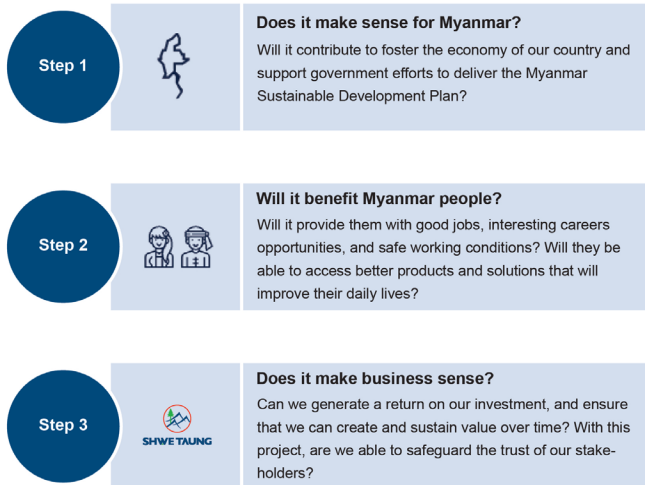 Step 1
Does it make sense for Myanmar?
Will it contribute to foster the economy of our country and
support government efforts to deliver the Myanmar
Sustainable Development Plan?
Step 2
Will it benefit Myanmar people?
Will it provide them with good jobs, interesting careers
opportunities, and safe working conditions? Will they be
able to access better products and solutions that will
improve their daily lives?
Step 3
SHWE TAUNG
Does it make business sense?
Can we generate a return on our investment, and ensure
that we can create and sustain value over time? With this
project, are we able to safeguard the trust of our stake-
holders?